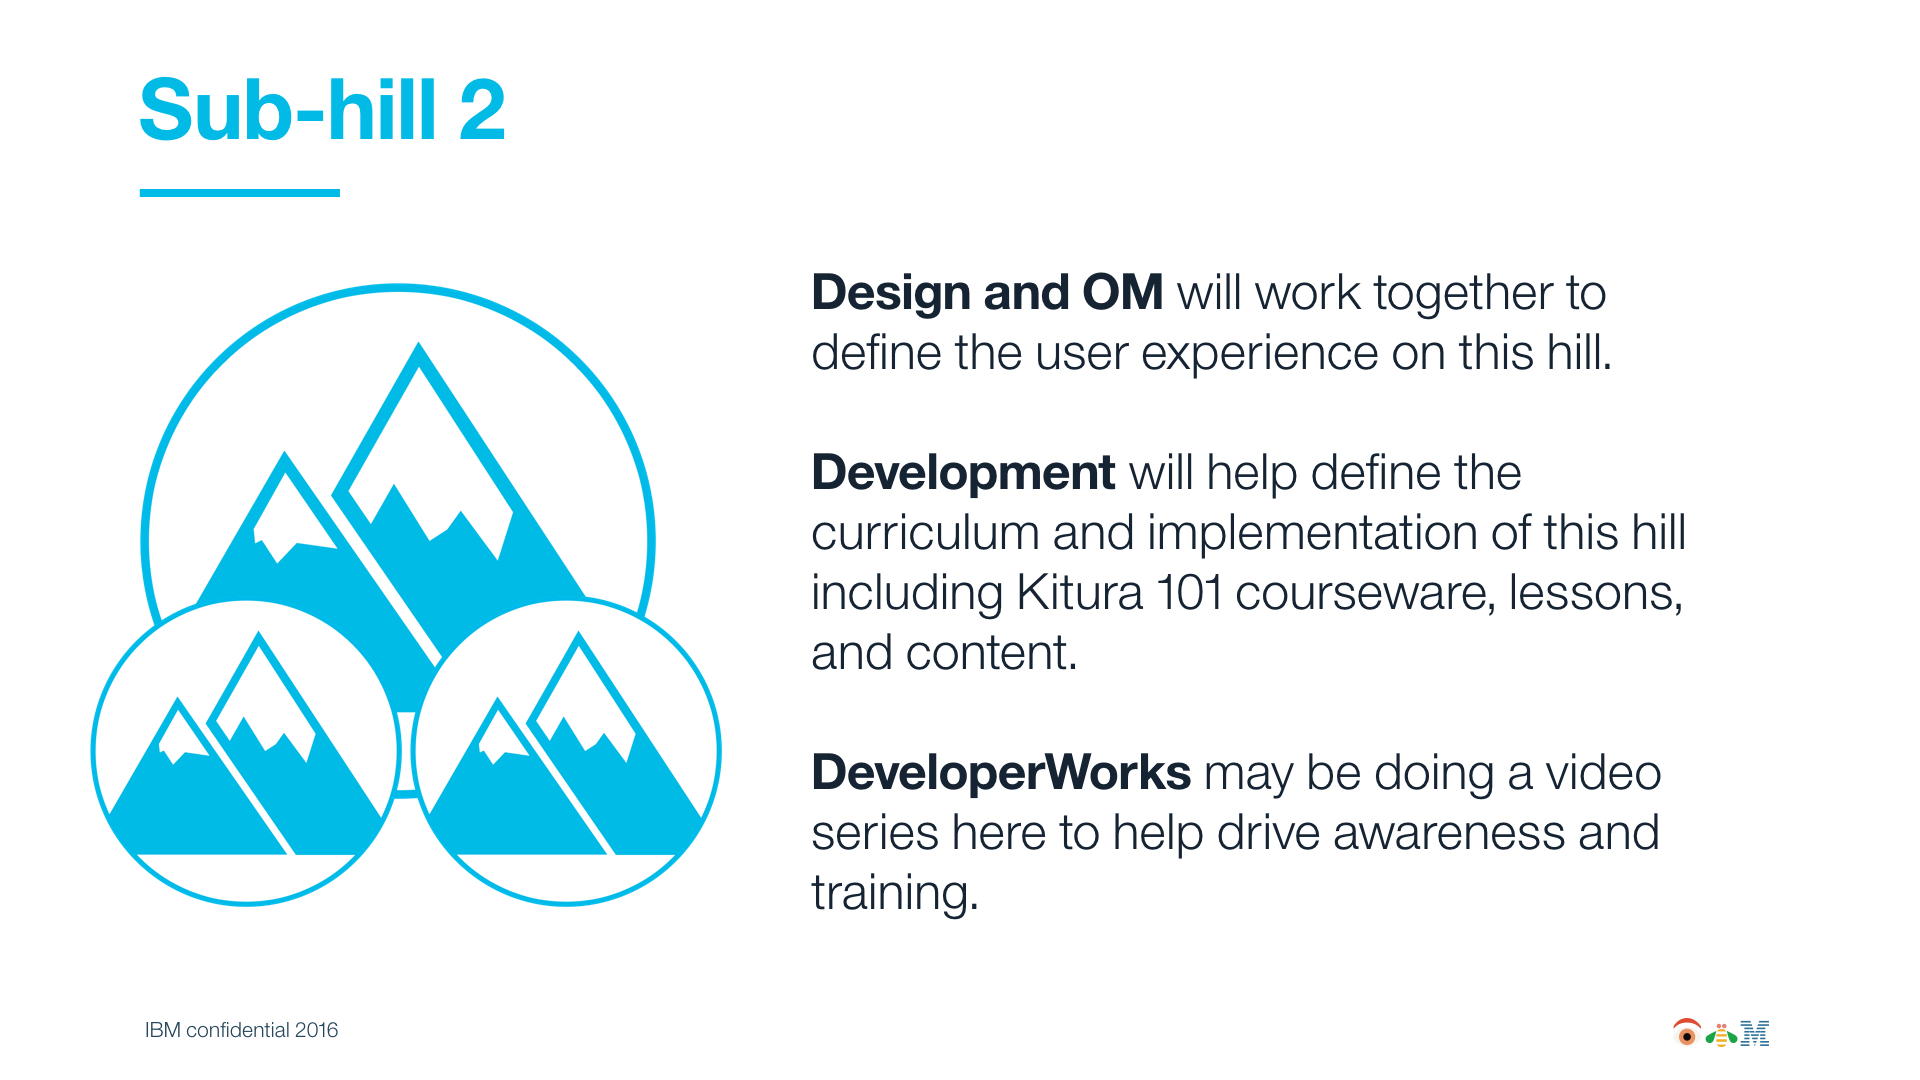 Sub-hill 2
Design and OM will work together to
define the user experience on this hill.
Development will help define the
curriculum and implementation of this hill
including Kitura 101 courseware, lessons,
and content.
DeveloperWorks may be doing a video
series here to help drive awareness and
training.
IBM confidential 2016
M